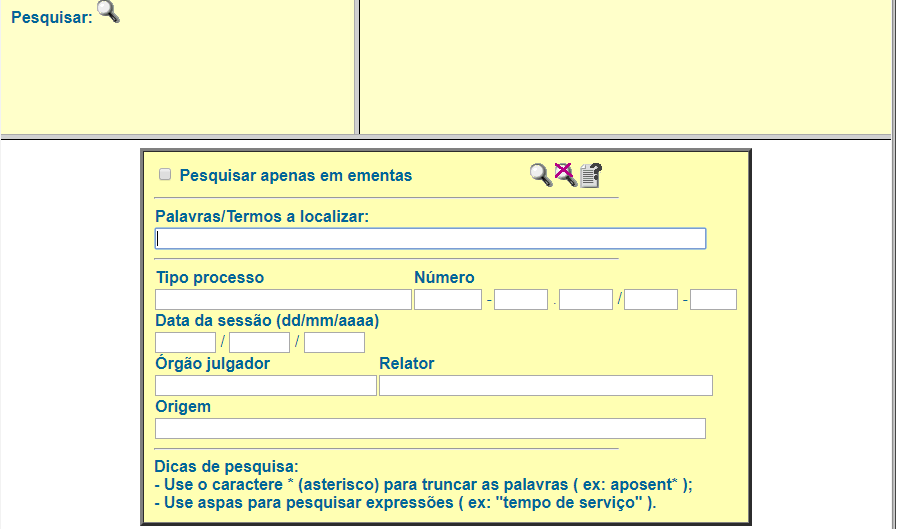 Pesquisar:
Pesquisar apenas em ementas
Palavras/Termos a localizar:
Tipo processo Número
- . / -
Data da sessão (dd/mm/aaaa)
/ /
Órgão julgador Relator
Origem
Dicas de pesquisa:
- Use o caractere * (asterisco) para truncar as palavras ( ex: aposent* );
- Use aspas para pesquisar expressões ( ex: "tempo de serviço" ).